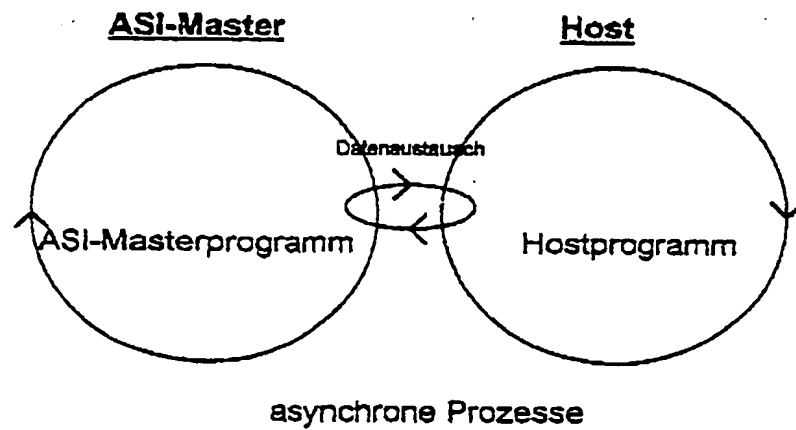 ASI-Master
Host
Datenaustausch
ASI-Masterprogramm
Hostprogramm
asynchrone Prozesse